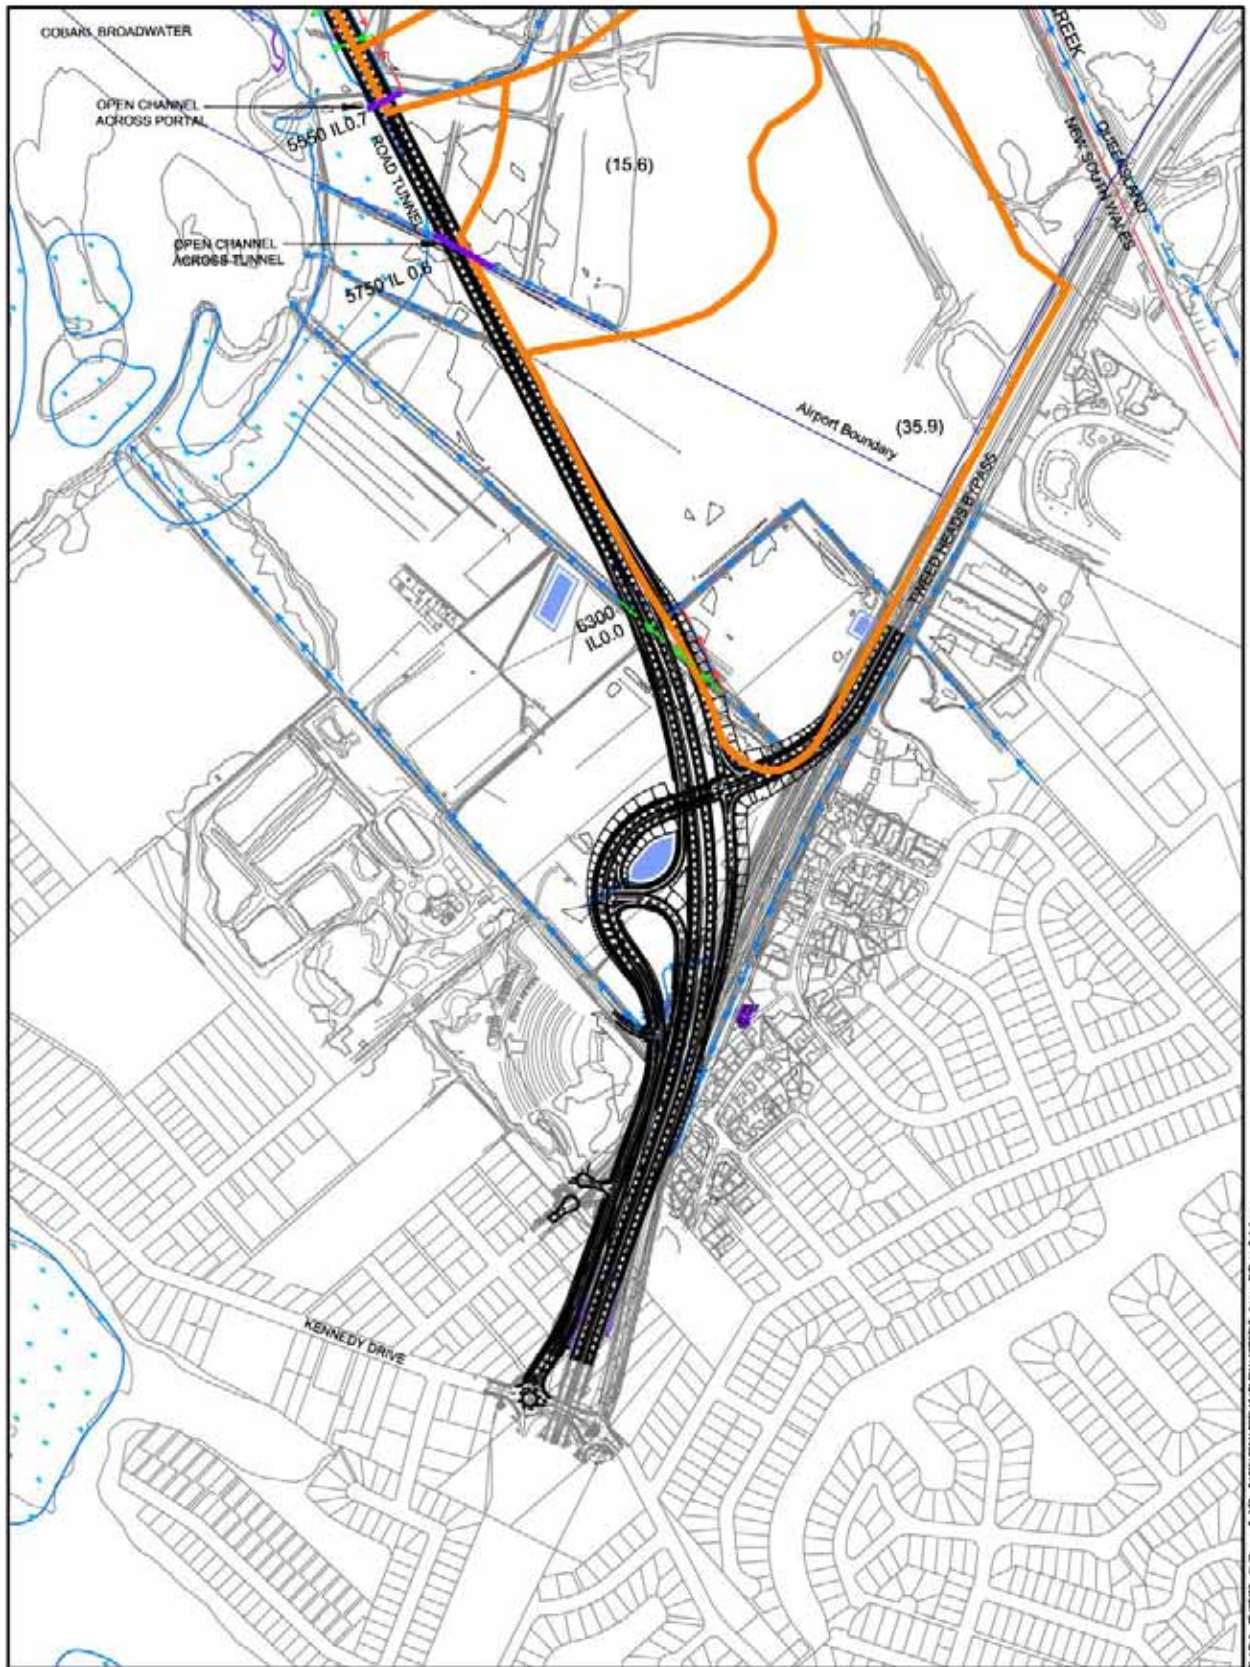 COBAKI BROADWATER
OPEN CHANNEL
ACROSS PORTAL
5550 IL0.7
ROAD TUNNEL
(15.6)
CREEK
QUEENSLAND
NEW SOUTH WALES
OPEN CHANNEL
ACROSS TUNNEL
5750 IL 0.6
Airport Boundary
(35.9)
TWEED HEADS BYPASS
6300
IL0.0
KENNEDY DRIVE